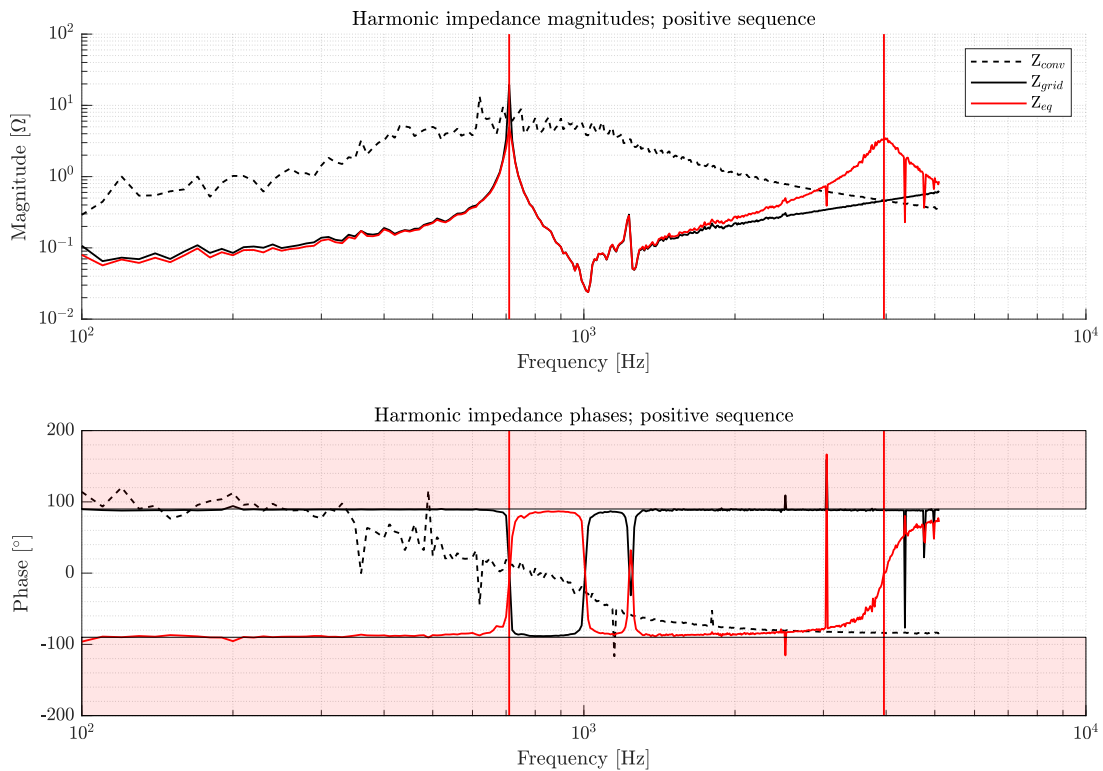 Harmonic impedance magnitudes; positive sequence
10^2
10^1
10^0
10^-1
10^-2
Magnitude [Ω]
Z_conv
Z_grid
Z_eq
10^2
10^3
10^4
Frequency [Hz]
Harmonic impedance phases; positive sequence
200
100
0
-100
-200
Phase [°]
10^2
10^3
10^4
Frequency [Hz]